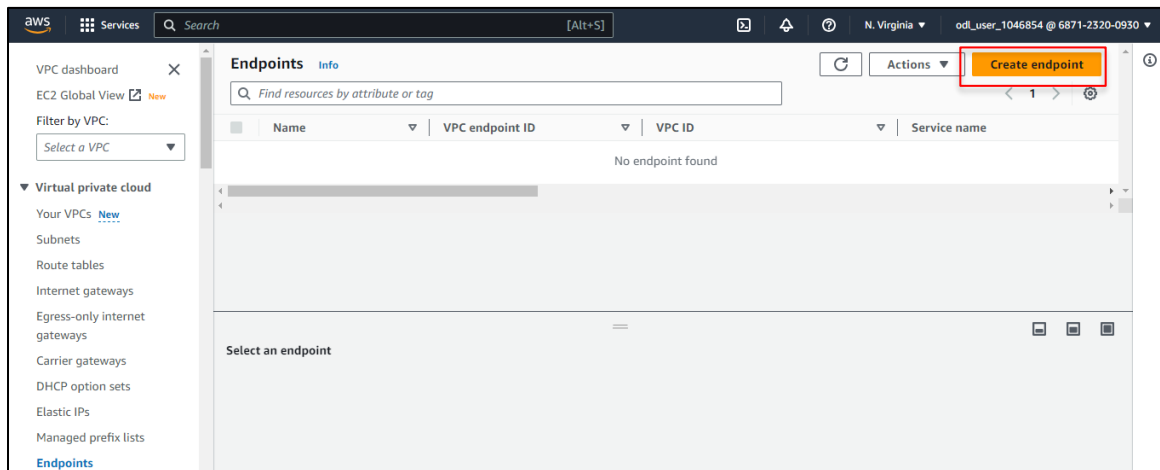 aws Services Search [Alt+S] N. Virginia ▼ odl_user_1046854 @ 6871-2320-0930 ▼
VPC dashboard
EC2 Global View New
Filter by VPC:
Select a VPC
Virtual private cloud
Your VPCs New
Subnets
Route tables
Internet gateways
Egress-only internet
gateways
Carrier gateways
DHCP option sets
Elastic IPs
Managed prefix lists
Endpoints
Endpoints Info
Actions ▼ Create endpoint
Find resources by attribute or tag
1
Name VPC endpoint ID VPC ID Service name
No endpoint found
Select an endpoint